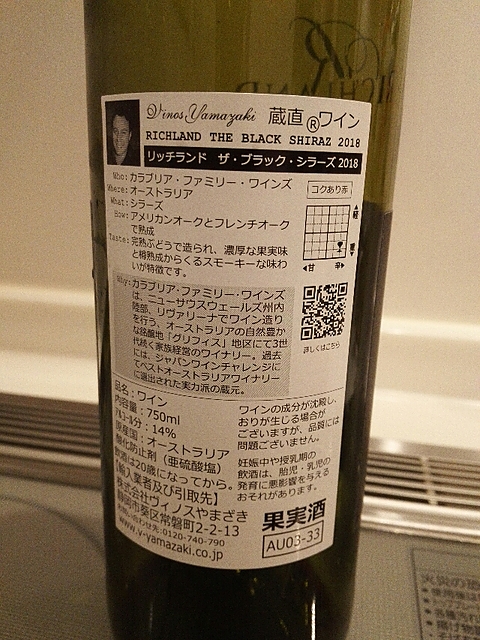 RICHLAND
Vinos Yamazaki 蔵直®ワイン
RICHLAND THE BLACK SHIRAZ 2018
リッチランド ザ・ブラック・シラーズ 2018
Who:カラブリア・ファミリー・ワインズ
Where:オーストラリア
What:シラーズ
How:アメリカンオークとフレンチオークで
で熟成
Taste:完熟ぶどうで造られ、濃厚な果実味
と樽熟成からくるスモーキーな味わ
いが特徴です。
コクあり赤
▲軽
重▼
◀甘 辛▶
詳しくはこちら
Why:カラブリア・ファミリー・ワインズ
は、ニューサウスウェールズ州内
陸部、リヴァリーナでワイン造り
を行う、オーストラリアの自然豊か
な銘醸地「グリフィス」地区にて3世
代続く家族経営のワイナリー。過去
には、ジャパンワインチャレンジに
てベストオーストラリアワイナリー
に選出された実力派の蔵元。
品名:ワイン
内容量:750ml
アルコール分:14%
原産国:オーストラリア
酸化防止剤(亜硫酸塩)
飲酒は20歳になってから。
【輸入業者及び引取先】
株式会社ヴィノスやまざき
静岡市葵区常磐町2-2-13
お問い合わせ先:0120-740-790
www.v-yamazaki.co.jp
ワインの成分が沈殿し、
おりが生じる場合が
ございますが、品質には
問題ございません。
妊娠中や授乳期の
飲酒は、胎児・乳児の
発育に悪影響を与える
おそれがあります。
果実酒
AU03-33
火災の恐